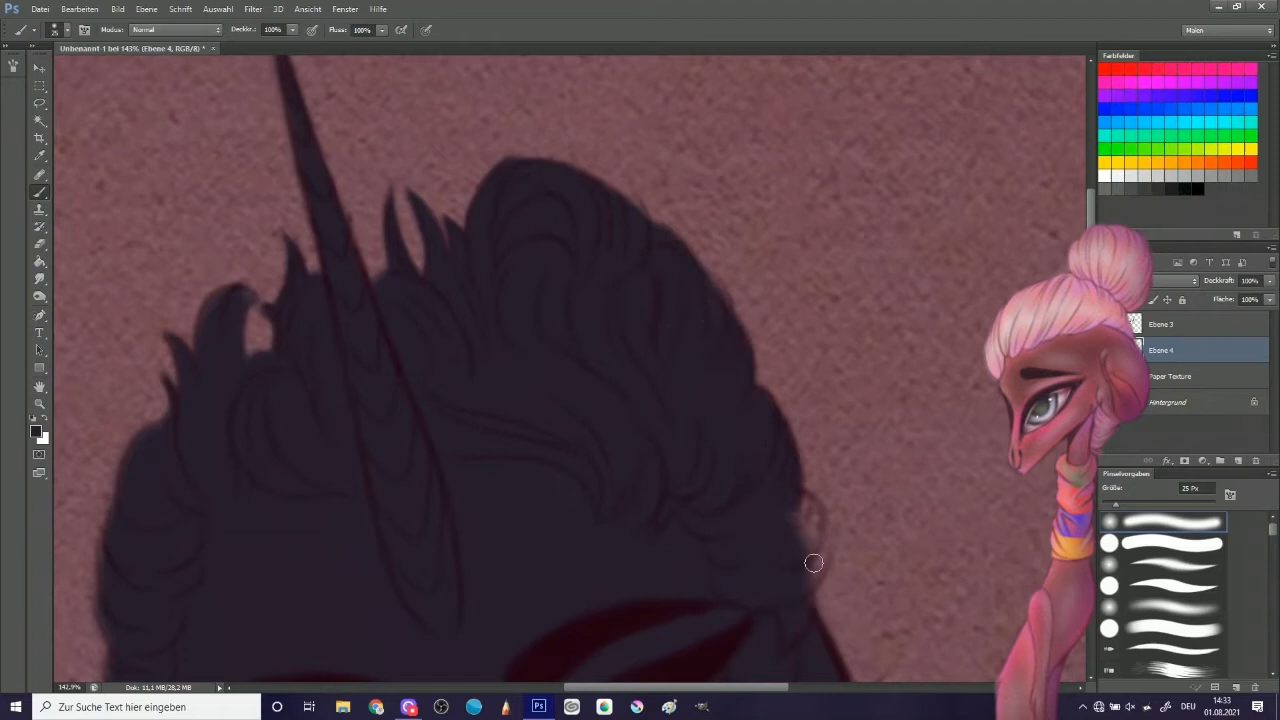 Ps Datei Bearbeiten Bild Ebene Schrift Auswahl Filter 3D Ansicht Fenster Hilfe
25 Modus: Normal Deckkr.: 100% Fluss: 100% Malen
Unbenannt-1 bei 143% (Ebene 4, RGB/8) * ×
Farbfelder
Deckkraft: 100%
Fläche: 100%
Ebene 3
Ebene 4
Paper Texture
Hintergrund
fx
Pinselvorgaben
Größe: 25 Px
142,9% Dok: 11,1 MB/28,2 MB
Zur Suche Text hier eingeben
Ps
DEU
14:33
01.08.2021